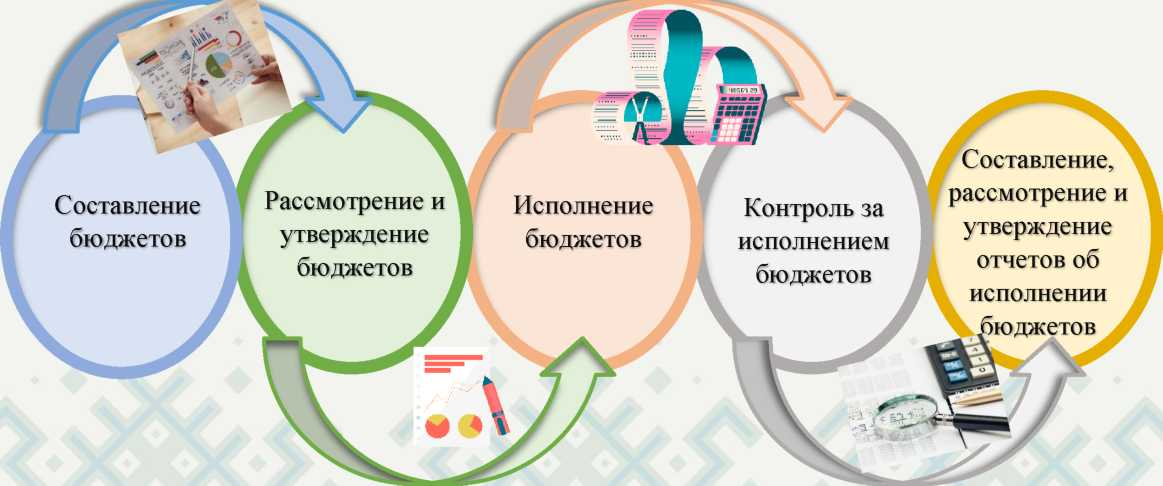 Составление
бюджетов
Рассмотрение и
утверждение
бюджетов
Исполнение
бюджетов
Контроль за
исполнением
бюджетов
Составление,
рассмотрение и
утверждение
отчетов об
исполнении
бюджетов